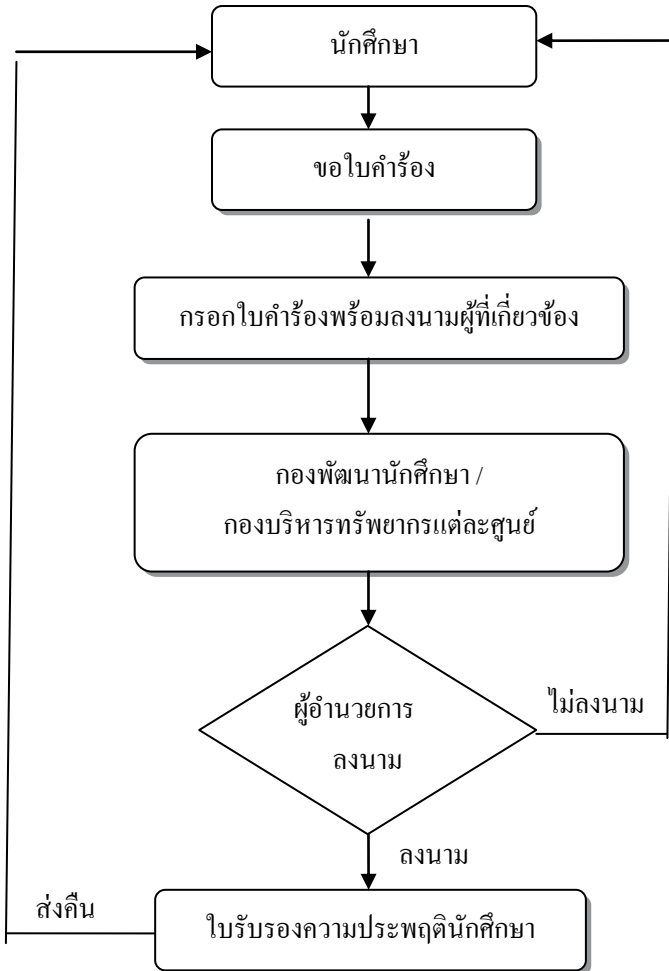 นักศึกษา
ขอใบคำร้อง
กรอกใบคำร้องพร้อมลงนามผู้ที่เกี่ยวข้อง
กองพัฒนานักศึกษา /
กองบริหารทรัพยากรแต่ละศูนย์
ผู้อำนวยการ
ลงนาม
ไม่ลงนาม
ลงนาม
ส่งคืน
ใบรับรองความประพฤตินักศึกษา